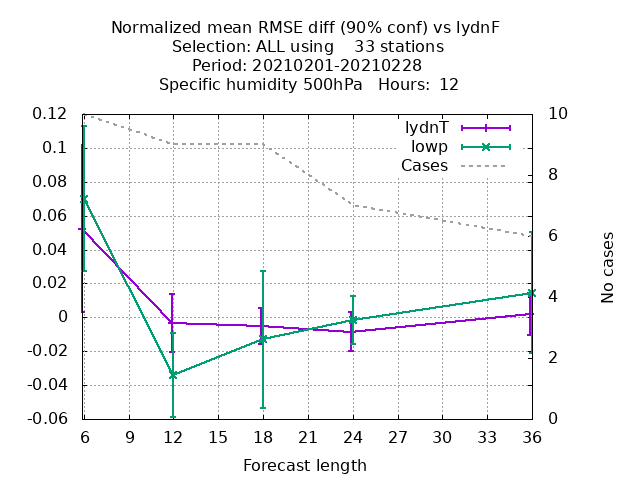 Normalized mean RMSE diff (90% conf) vs lydnF
Selection: ALL using    33 stations
Period: 20210201-20210228
Specific humidity 500hPa   Hours:  12
0.12
0.1
0.08
0.06
0.04
0.02
0
-0.02
-0.04
-0.06
10
8
6
4
2
0
lydnT
lowp
Cases
No cases
6 9 12 15 18 21 24 27 30 33 36
Forecast length